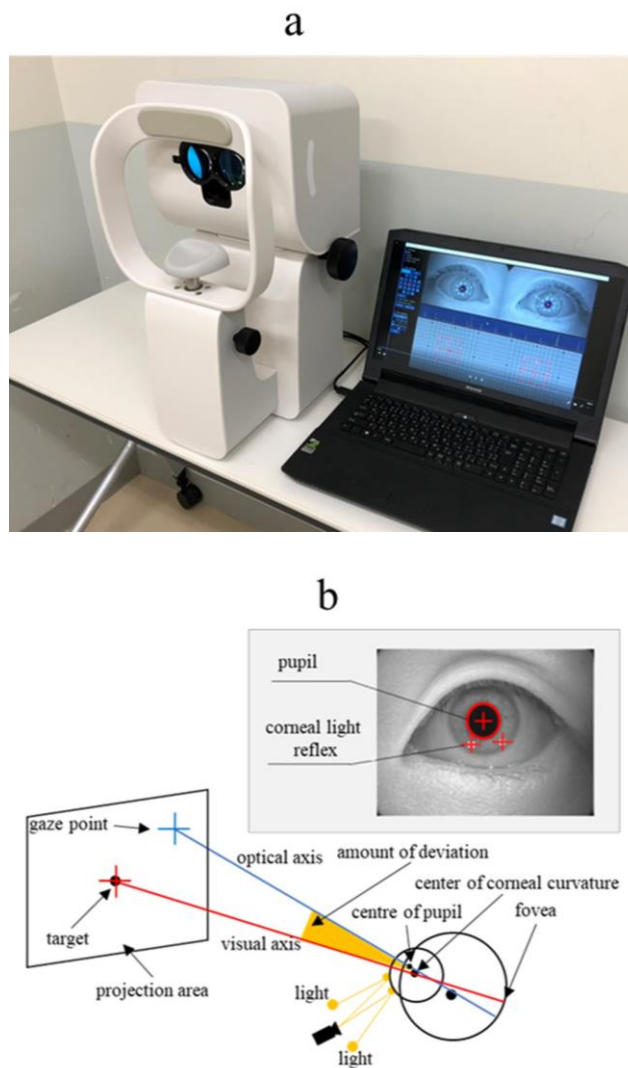 a
b
pupil
corneal light
reflex
gaze point
optical axis
amount of deviation
center of corneal curvature
centre of pupil
fovea
target
visual axis
projection area
light
light